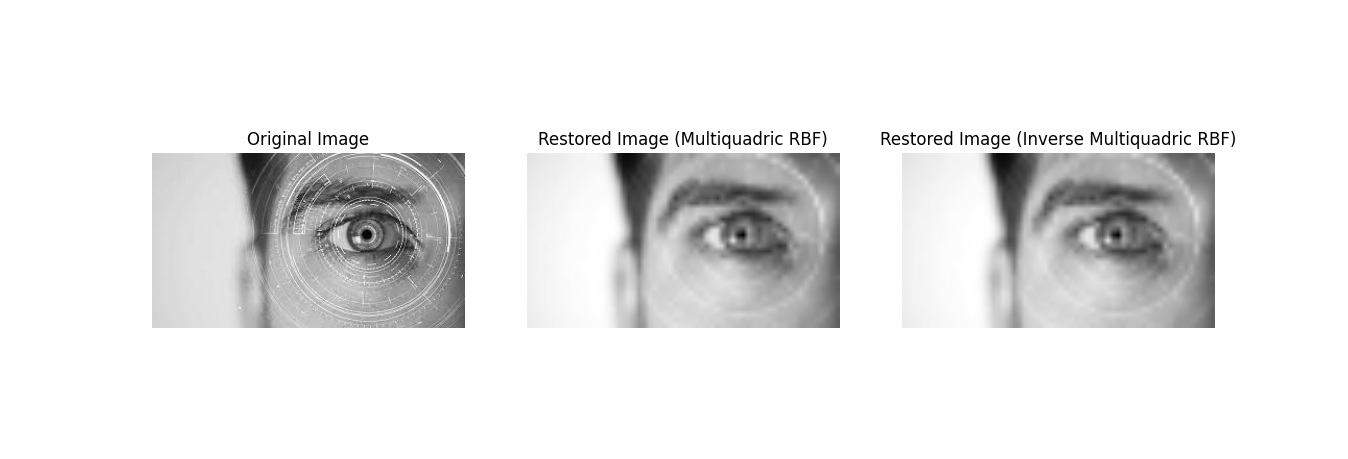 Original Image
Restored Image (Multiquadric RBF)
Restored Image (Inverse Multiquadric RBF)